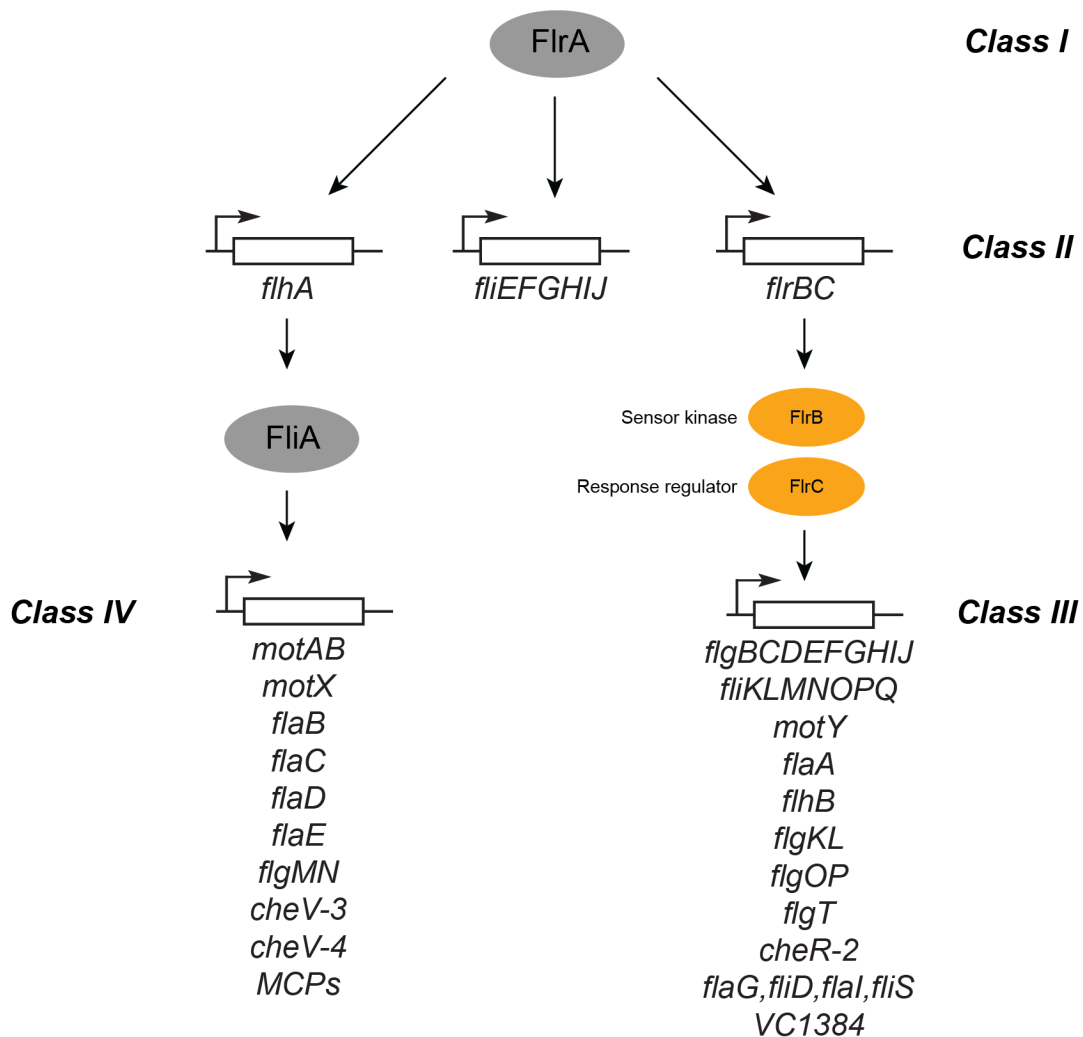 FlrA
Class I
flhA
fliEFGHIJ
flrBC
Class II
Sensor kinase
FlrB
FliA
Response regulator
FlrC
Class IV
Class III
motAB
motX
flaB
flaC
flaD
flaE
flgMN
cheV-3
cheV-4
MCPs
flgBCDEFGHIJ
fliKLMNOPQ
motY
flaA
flhB
flgKL
flgOP
flgT
cheR-2
flaG,fliD,flaI,fliS
VC1384